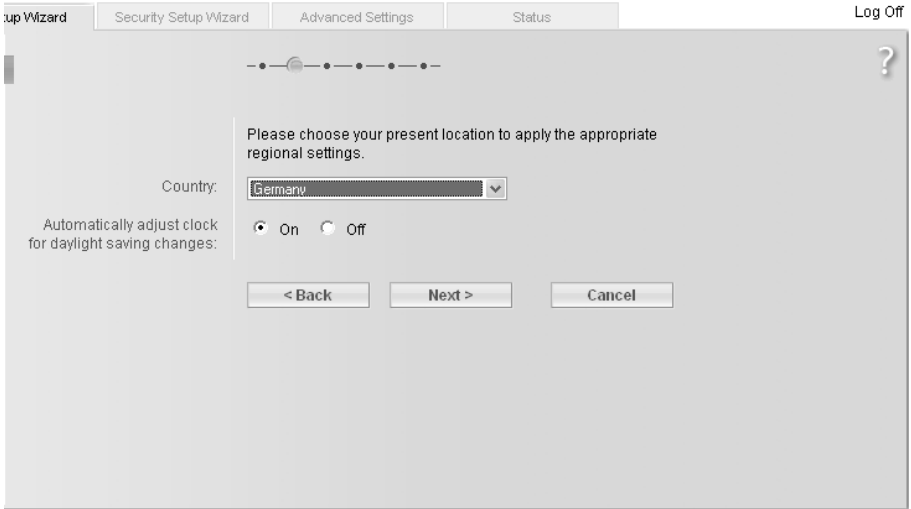 tup Wizard
Security Setup Wizard
Advanced Settings
Status
Log Off
?
Please choose your present location to apply the appropriate
regional settings.
Country:
Germany
Automatically adjust clock
for daylight saving changes:
On
Off
< Back
Next >
Cancel